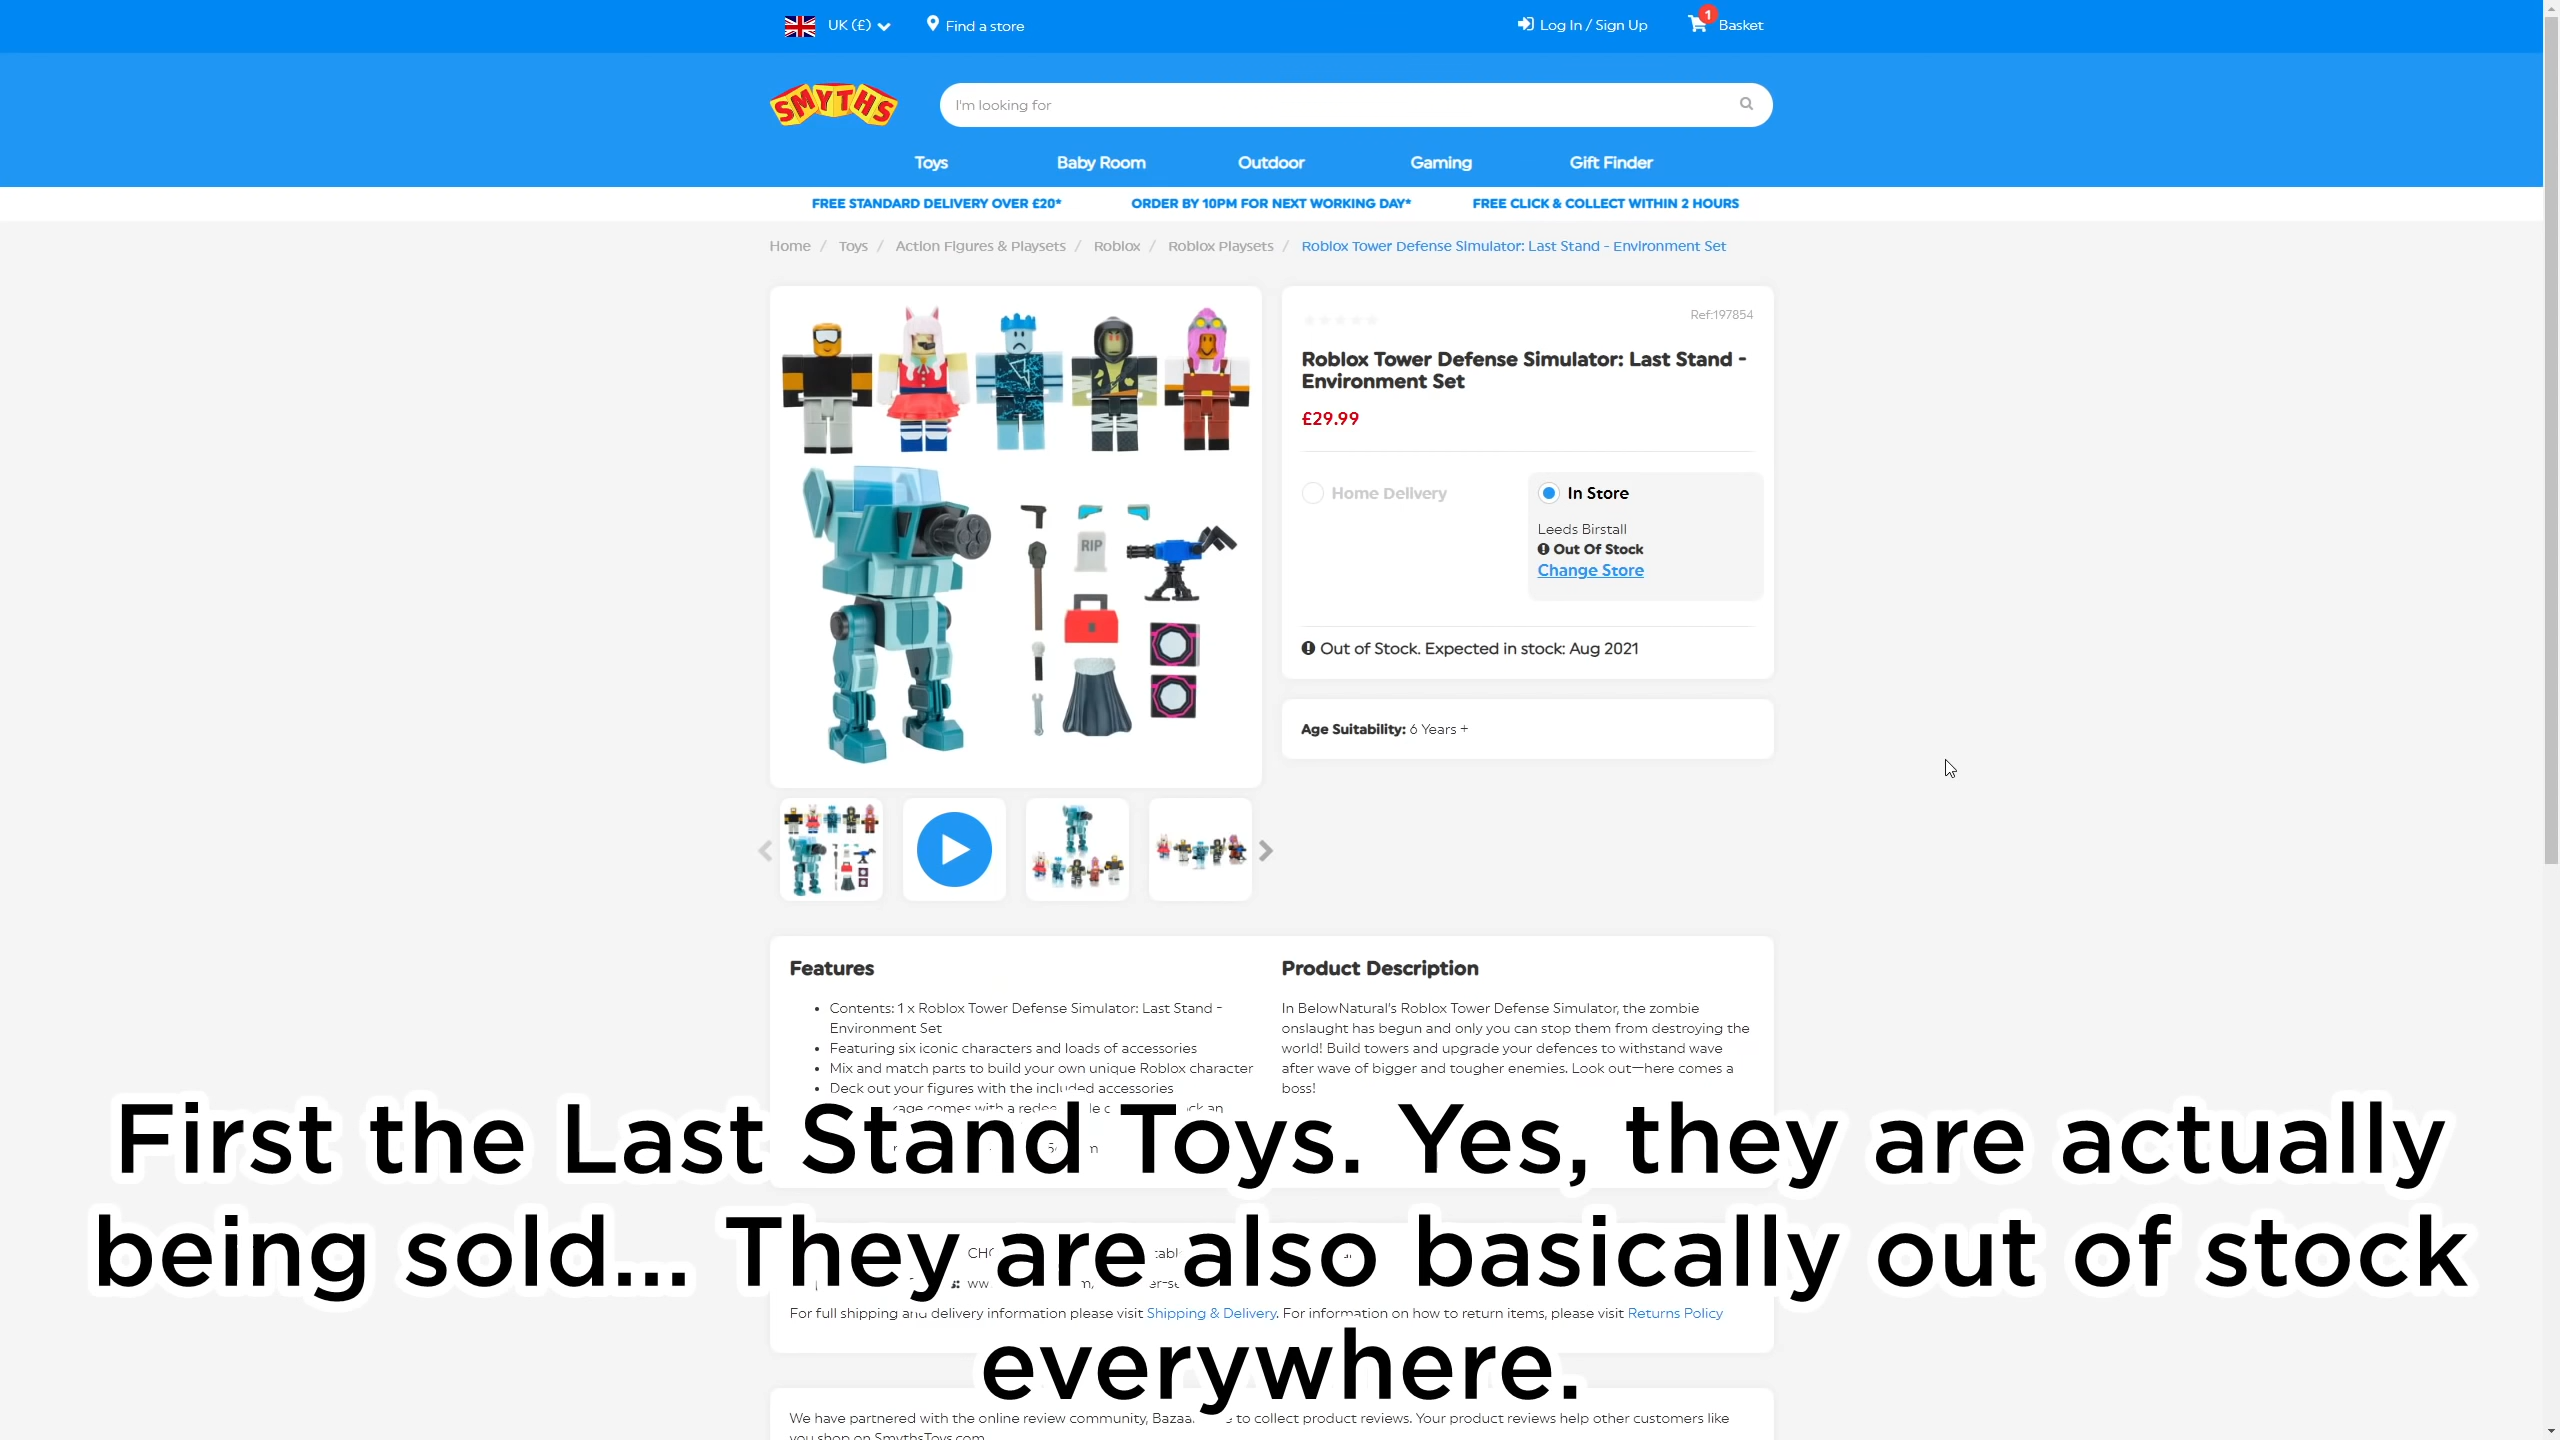 UK (£)
Find a store
Log In / Sign Up
1
Basket
SMYTHS
I'm looking for
Toys
Baby Room
Outdoor
Gaming
Gift Finder
FREE STANDARD DELIVERY OVER £20*
ORDER BY 10PM FOR NEXT WORKING DAY*
FREE CLICK & COLLECT WITHIN 2 HOURS
Home / Toys / Action Figures & Playsets / Roblox / Roblox Playsets / Roblox Tower Defense Simulator: Last Stand - Environment Set
RIP
Ref:197854
Roblox Tower Defense Simulator: Last Stand -
Environment Set
£29.99
Home Delivery
In Store
Leeds Birstall
Out Of Stock
Change Store
Out of Stock. Expected in stock: Aug 2021
Age Suitability: 6 Years +
Features
Contents: 1 x Roblox Tower Defense Simulator: Last Stand -
Environment Set
Featuring six iconic characters and loads of accessories
Mix and match parts to build your own unique Roblox character
Deck out your figures with the included accessories
comes with a
Product Description
In BelowNatural's Roblox Tower Defense Simulator, the zombie
onslaught has begun and only you can stop them from destroying the
world! Build towers and upgrade your defences to withstand wave
after wave of bigger and tougher enemies. Look out—here comes a
boss!
First the Last Stand Toys. Yes, they are actually
being sold... They are also basically out of stock
everywhere.
For full shipping and delivery information please visit Shipping & Delivery. For information on how to return items, please visit Returns Policy
We have partnered with the online review community, to collect product reviews. Your product reviews help other customers like
you shop on SmythsToys.com